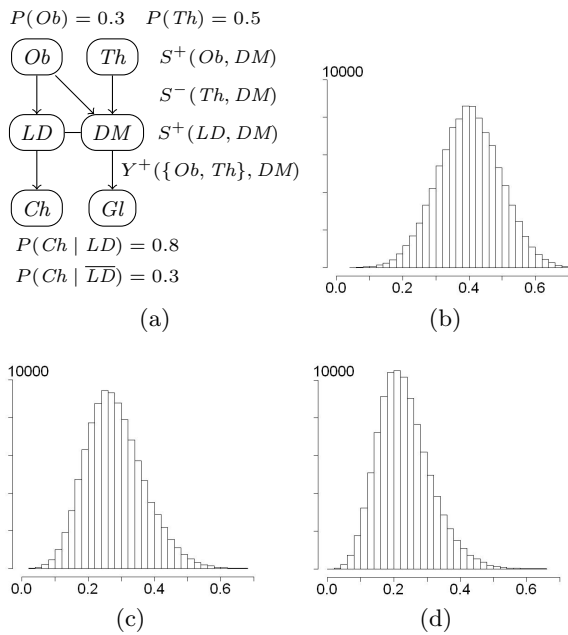 P(Ob) = 0.3 P(Th) = 0.5
Ob Th S⁺(Ob, DM)
S⁻(Th, DM)
LD DM S⁺(LD, DM)
Y⁺({Ob, Th}, DM)
Ch Gl
P(Ch | LD) = 0.8
P(Ch | L̅D̅) = 0.3
(a)
10000
0.0 0.2 0.4 0.6
(b)
10000
0.0 0.2 0.4 0.6
(c)
10000
0.0 0.2 0.4 0.6
(d)